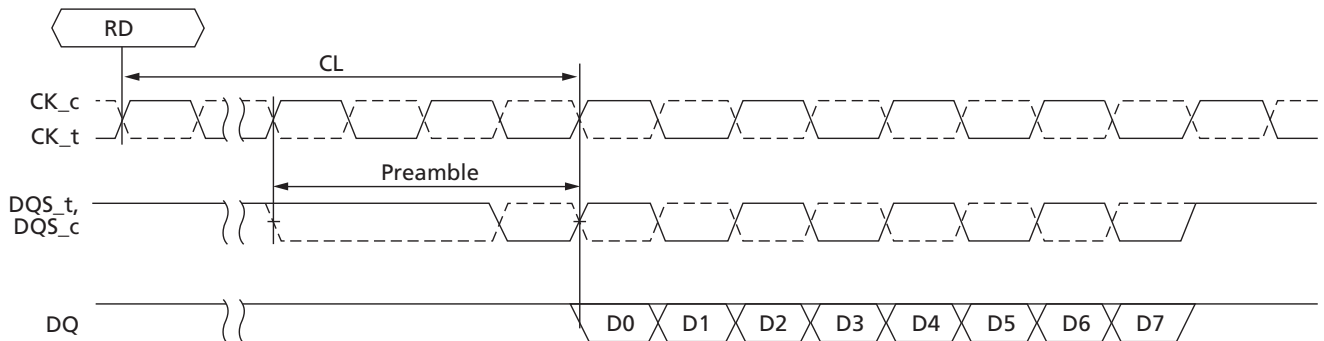 RD
CL
CK_c
CK_t
Preamble
DQS_t,
DQS_c
DQ
D0 D1 D2 D3 D4 D5 D6 D7